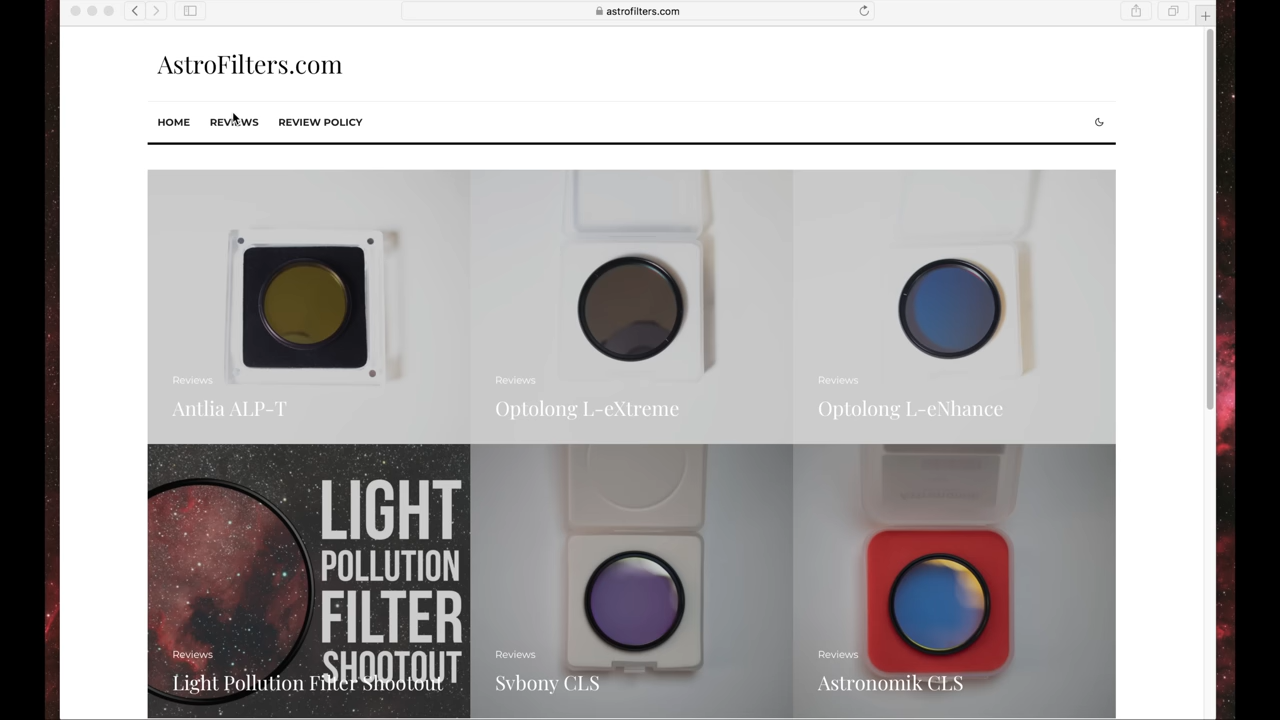 astrofilters.com
AstroFilters.com
HOME REVIEWS REVIEW POLICY
Reviews
Antlia ALP-T
Reviews
Optolong L-eXtreme
Reviews
Optolong L-eNhance
LIGHT
POLLUTION
FILTER
SHOOTOUT
Reviews
Light Pollution Filter Shootout
Reviews
Svbony CLS
Reviews
Astronomik CLS